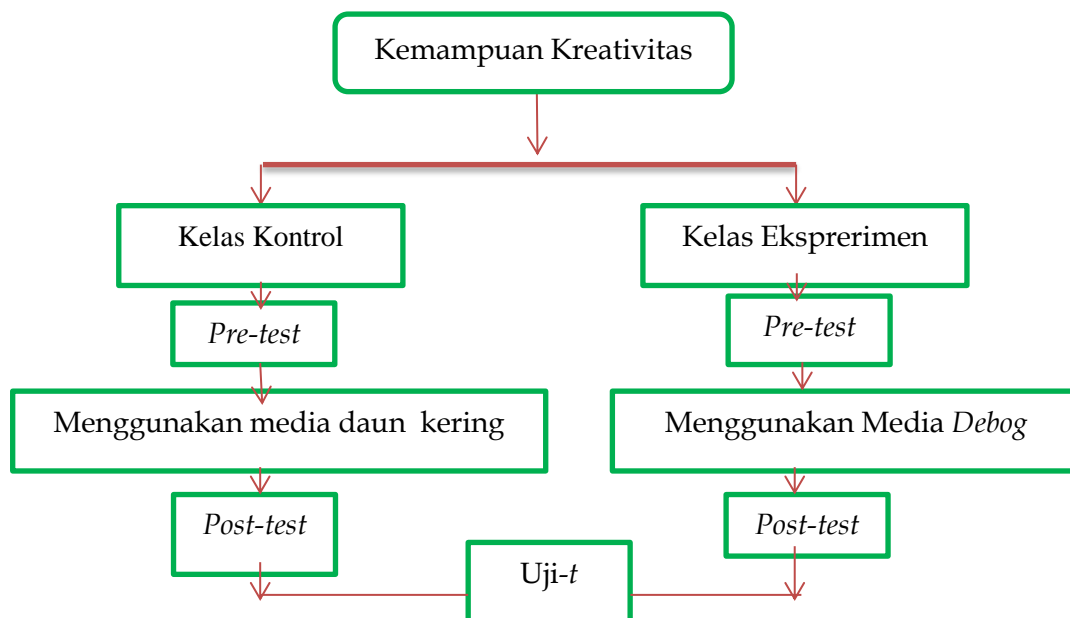 Kemampuan Kreativitas
Kelas Kontrol
Kelas Eksprerimen
Pre-test
Pre-test
Menggunakan media daun kering
Menggunakan Media Debog
Post-test
Post-test
Uji-t